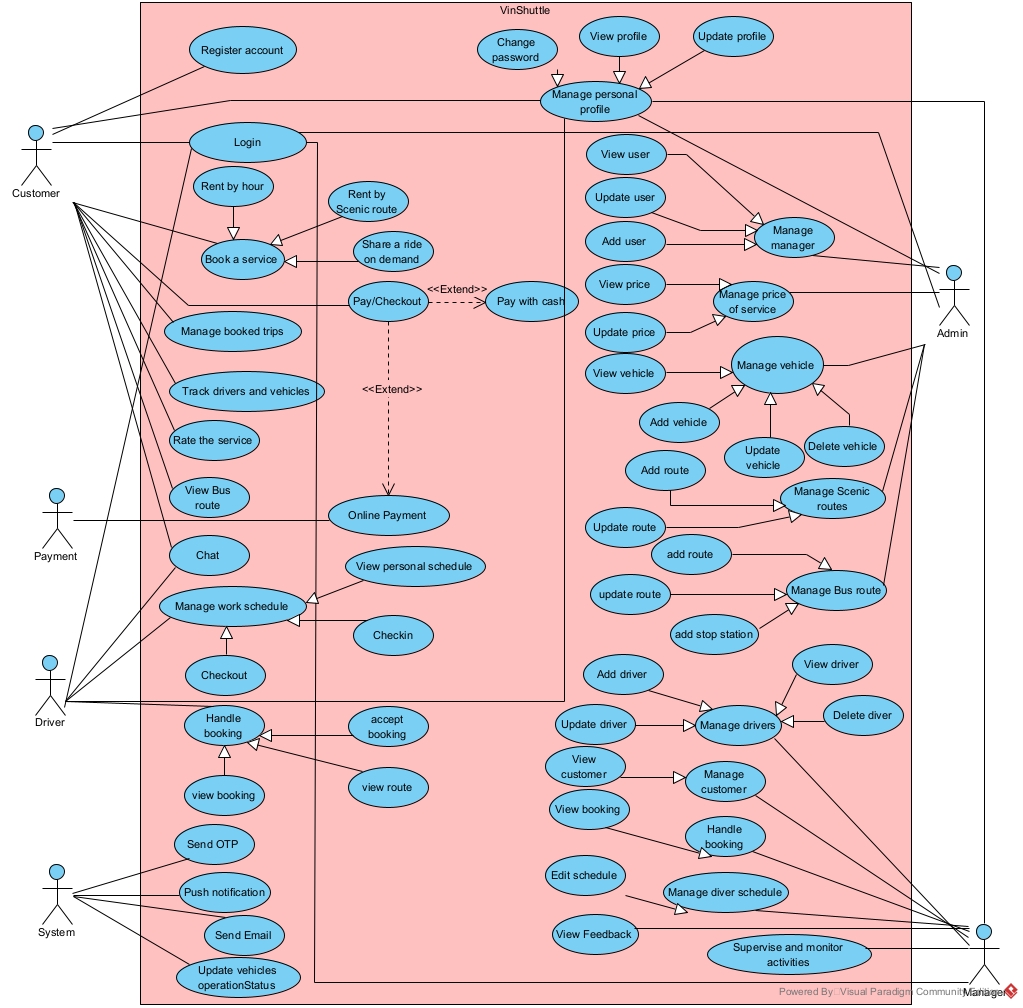 VinShuttle
Register account
Change
password
View profile
Update profile
Manage personal
profile
Customer
Login
Rent by hour
Rent by
Scenic route
Book a service
Share a ride
on demand
Pay/Checkout
<<Extend>>
Pay with cash
Manage booked trips
<<Extend>>
Track drivers and vehicles
Rate the service
View Bus
route
Payment
Online Payment
Chat
View personal schedule
Manage work schedule
Checkin
Checkout
Driver
Handle
booking
accept
booking
view booking
view route
Send OTP
Push notification
System
Send Email
Update vehicles
operationStatus
View user
Update user
Add user
Manage
manager
View price
Manage price
of service
Update price
Admin
View vehicle
Manage vehicle
Add vehicle
Update
vehicle
Delete vehicle
Add route
Manage Scenic
routes
Update route
add route
update route
Manage Bus route
add stop station
Add driver
View driver
Update driver
Manage drivers
Delete diver
View
customer
Manage
customer
View booking
Handle
booking
Edit schedule
Manage diver schedule
View Feedback
Supervise and monitor
activities
Manager
Powered By Visual Paradigm Community Edition